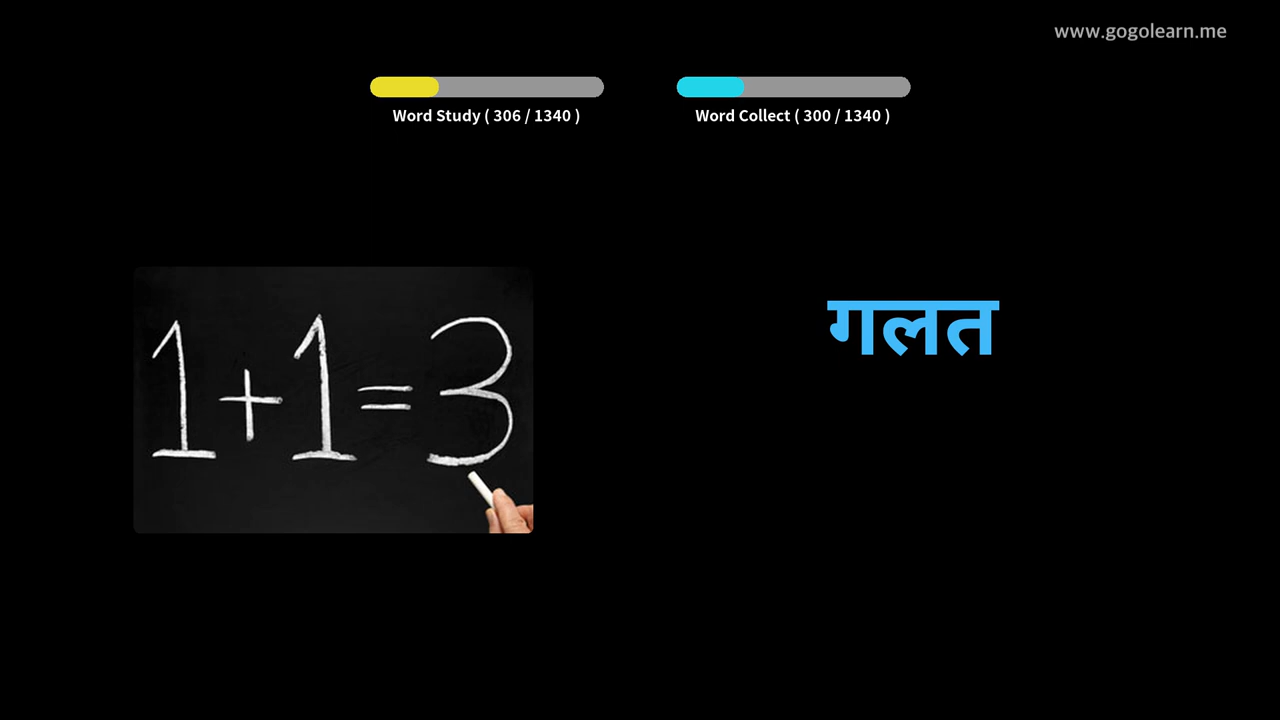 www.gogolearn.me
Word Study ( 306 / 1340 )
Word Collect ( 300 / 1340 )
1+1=3
गलत